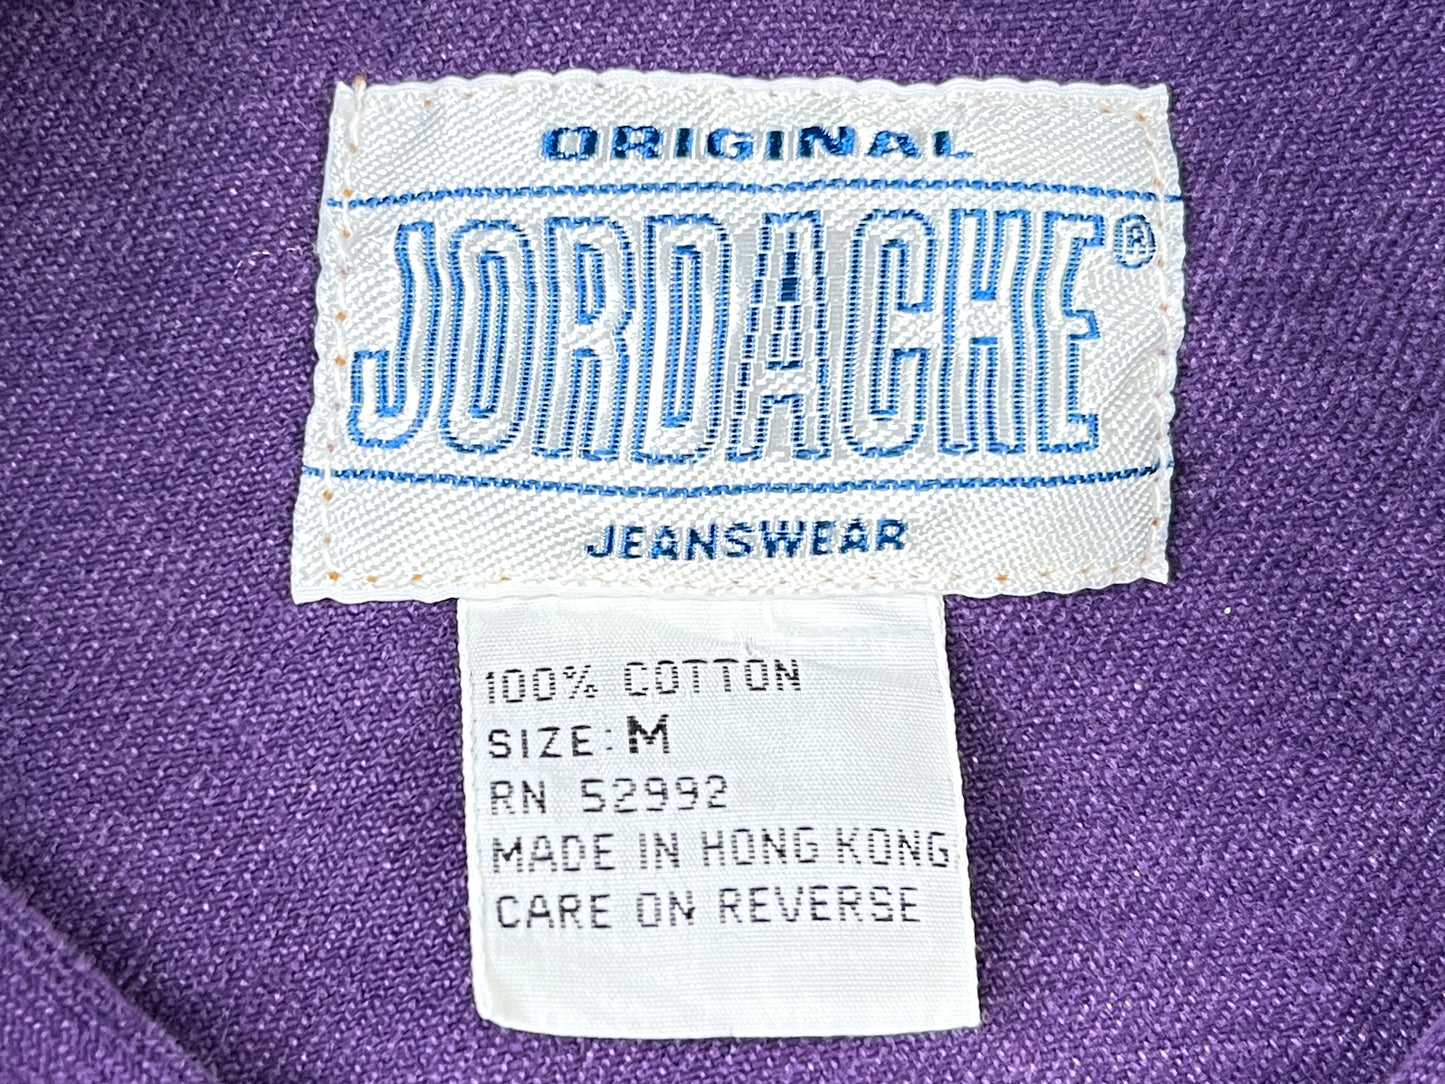 ORIGINAL
JORDACHE®
JEANSWEAR
100% COTTON
SIZE: M
RN 52992
MADE IN HONG KONG
CARE ON REVERSE